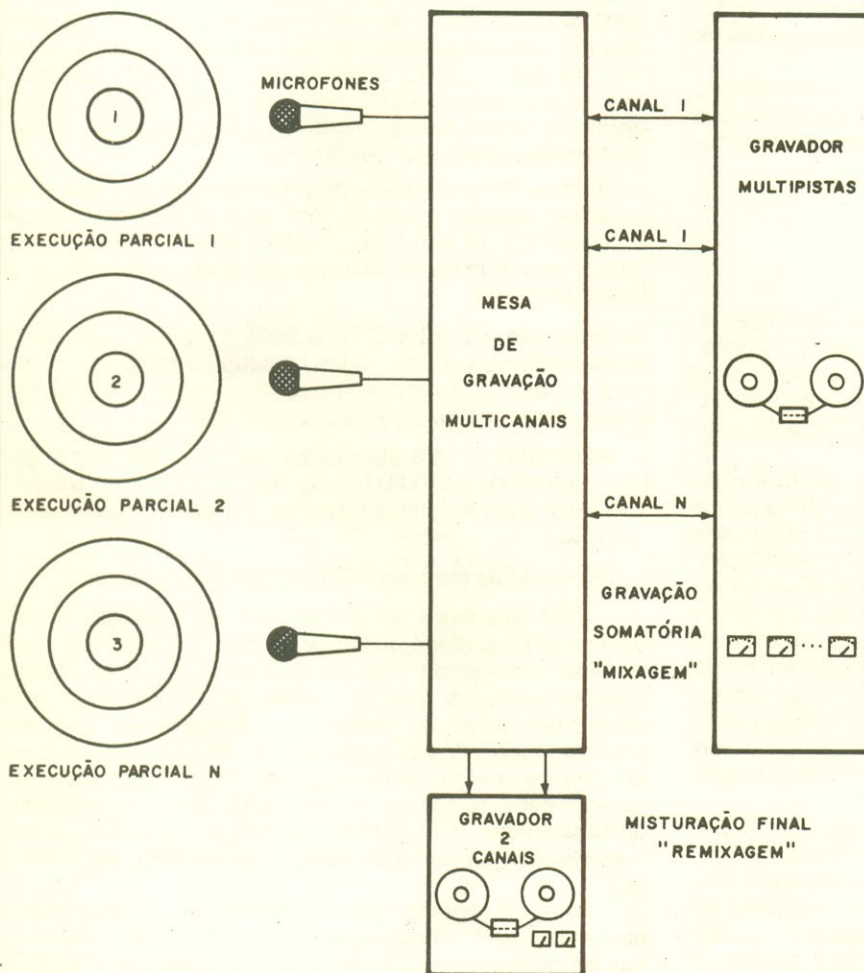 1
EXECUÇÃO PARCIAL 1
2
EXECUÇÃO PARCIAL 2
3
EXECUÇÃO PARCIAL N
MICROFONES
MESA
DE
GRAVAÇÃO
MULTICANAIS
CANAL 1
CANAL 1
CANAL N
GRAVAÇÃO
SOMATÓRIA
"MIXAGEM"
GRAVADOR
MULTIPISTAS
GRAVADOR
2
CANAIS
MISTURAÇÃO FINAL
"REMIXAGEM"